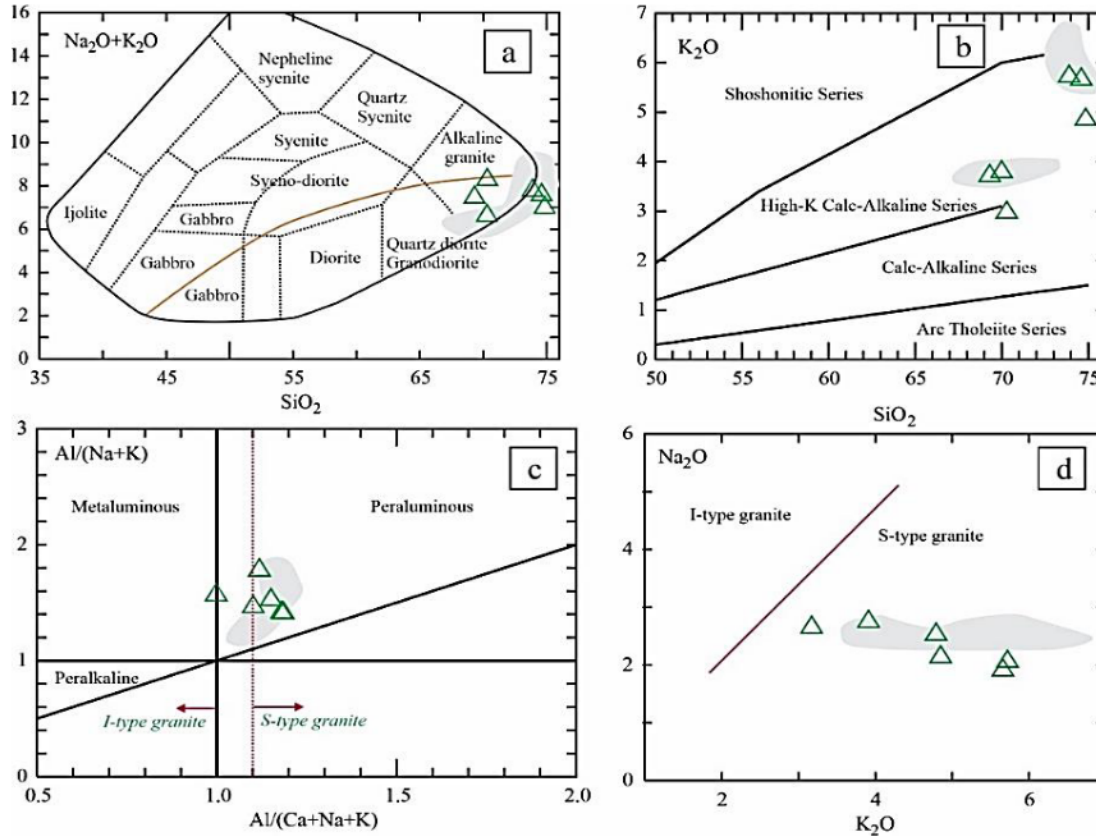 16
14
12
10
8
6
4
2
0
Na₂O+K₂O
a
Nepheline
syenite
Quartz
Syenite
Syenite
Alkaline
granite
Syeno-diorite
Ijolite
Gabbro
Gabbro
Diorite
Quartz diorite
Granodiorite
Gabbro
35 45 55 65 75
SiO₂
7
6
5
4
3
2
1
0
K₂O
b
Shoshonitic Series
High-K Calc-Alkaline Series
Calc-Alkaline Series
Arc Tholeiite Series
50 55 60 65 70 75
SiO₂
3
2
1
0
Al/(Na+K)
c
Metaluminous
Peraluminous
Peralkaline
I-type granite
S-type granite
0.5 1.0 1.5 2.0
Al/(Ca+Na+K)
6
4
2
0
Na₂O
d
I-type granite
S-type granite
2 4 6
K₂O